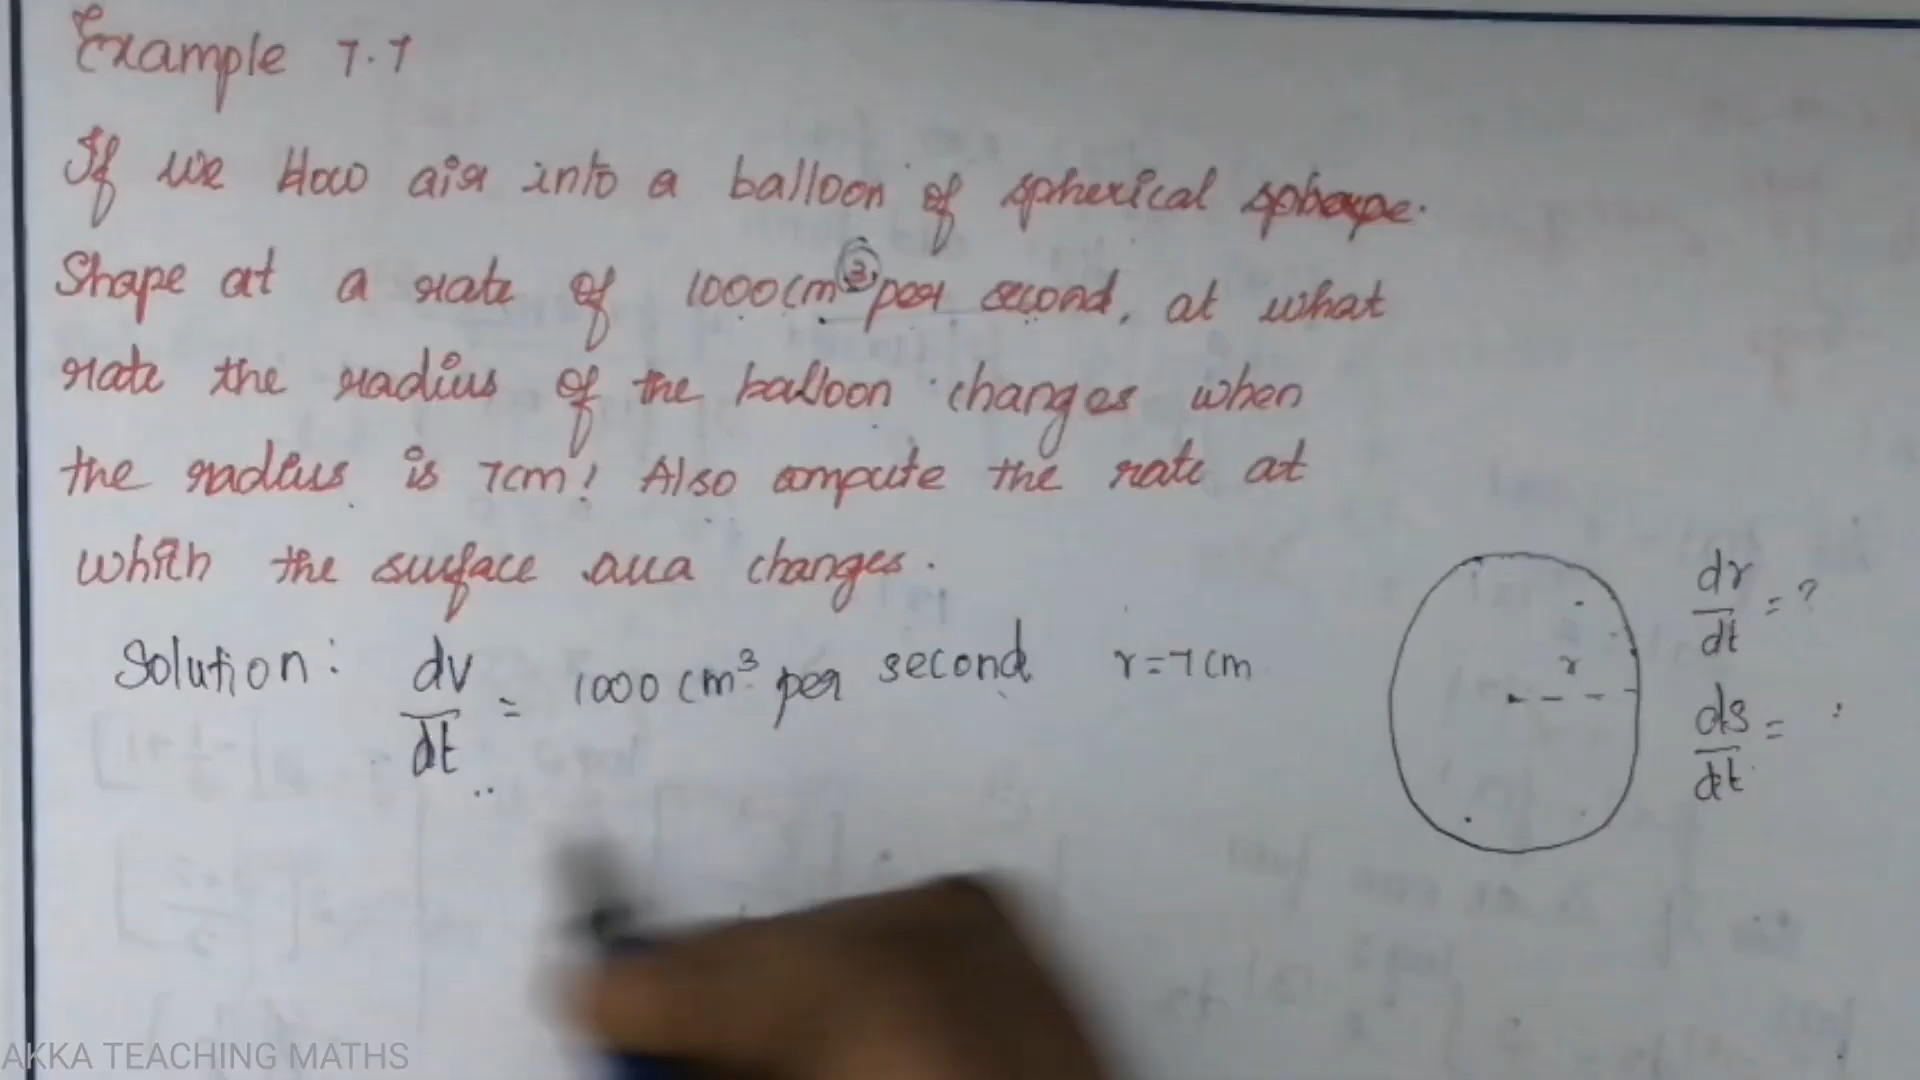 Example 7.7
If we blow air into a balloon of spherical
Shape at a rate of 1000cm³ per second, at what
rate the radius of the balloon changes when
the radius is 7cm? Also compute the rate at
which the surface area changes.
Solution: dv/dt = 1000 cm³ per second r=7cm
r
dr/dt = ?
ds/dt =
AKKA TEACHING MATHS